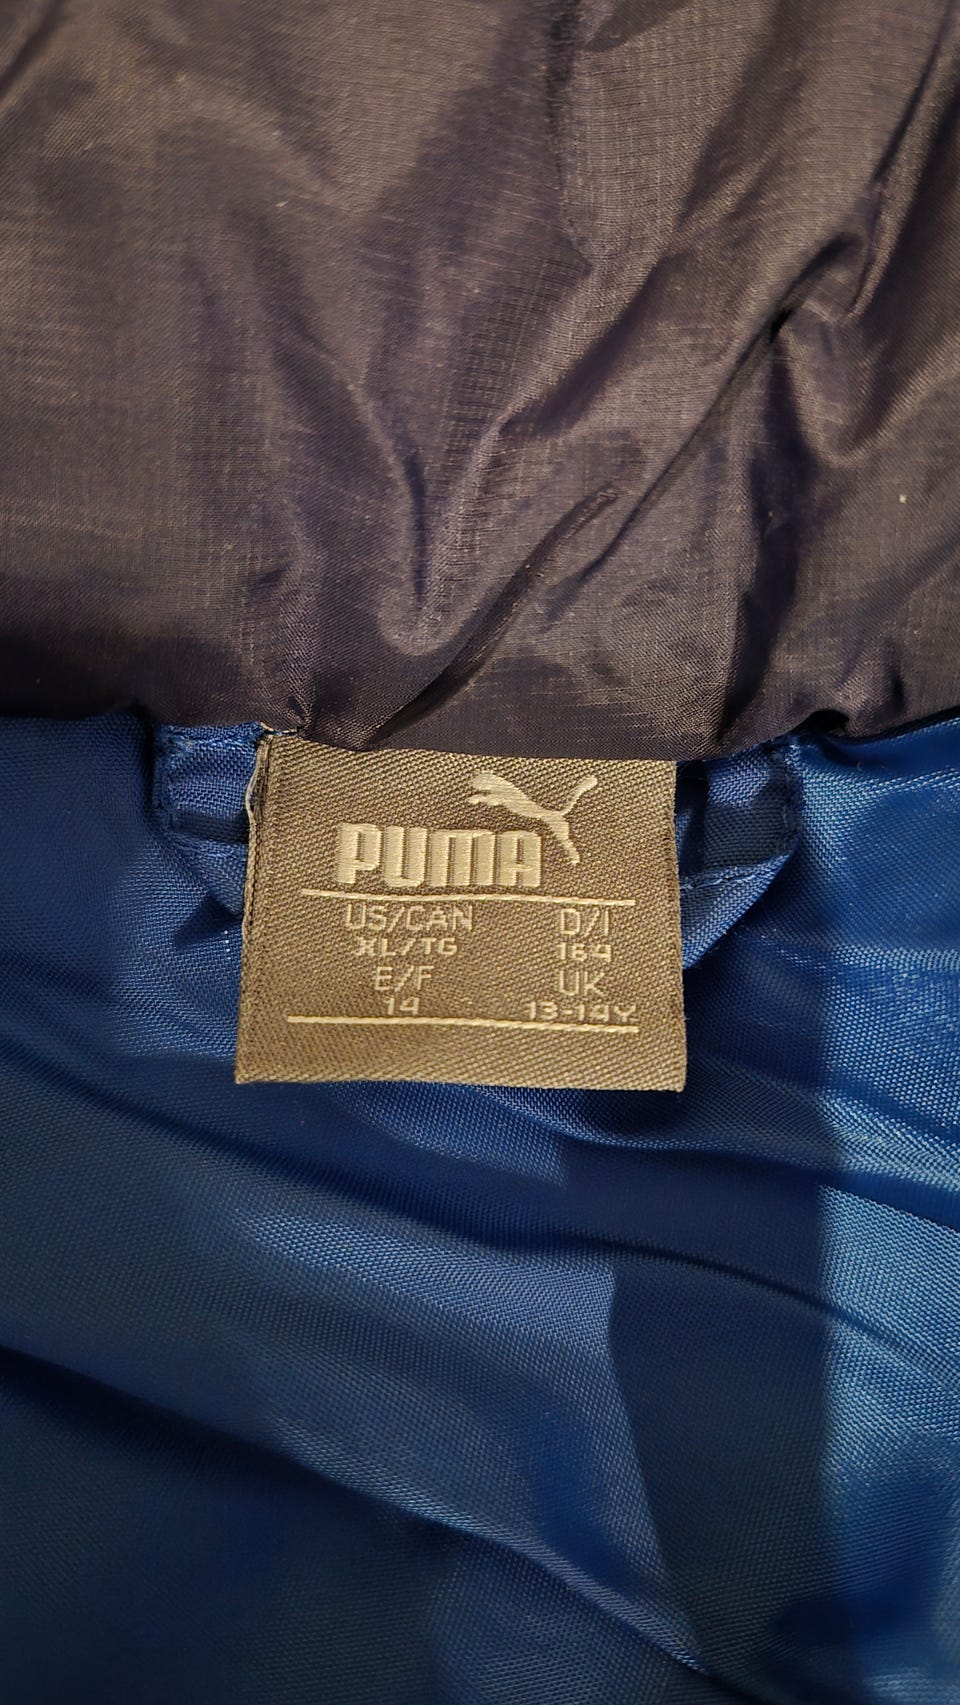 PUMA
US/CAN D/I
XL/TG 164
E/F UK
14 13-14Y